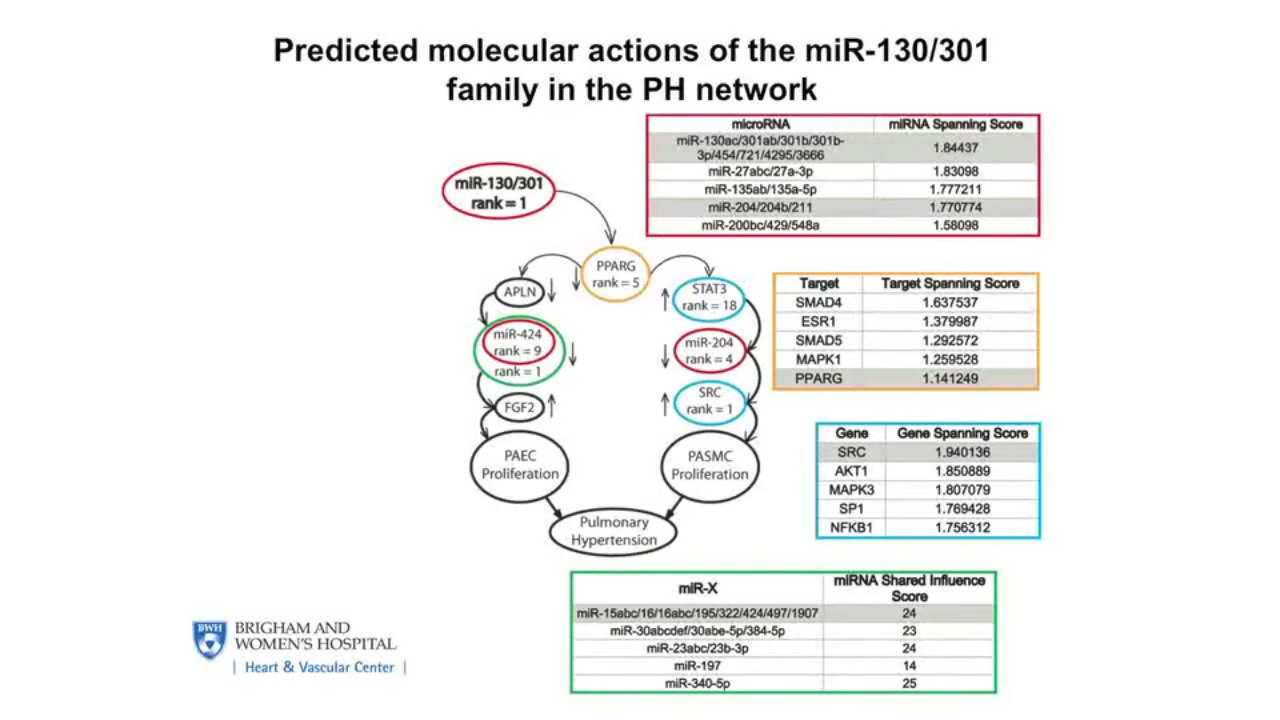 Predicted molecular actions of the miR-130/301
family in the PH network
miR-130/301
rank = 1
PPARG
rank = 5
APLN
STAT3
rank = 18
miR-424
rank = 9
rank = 1
miR-204
rank = 4
FGF2
SRC
rank = 1
PAEC
Proliferation
PASMC
Proliferation
Pulmonary
Hypertension
microRNA miRNA Spanning Score
miR-130ac/301ab/301b/301b-
3p/454/721/4295/3666 1.84437
miR-27abc/27a-3p 1.83098
miR-135ab/135a-5p 1.777211
miR-204/204b/211 1.770774
miR-200bc/429/548a 1.58098
Target Target Spanning Score
SMAD4 1.637537
ESR1 1.379987
SMAD5 1.292572
MAPK1 1.259528
PPARG 1.141249
Gene Gene Spanning Score
SRC 1.940136
AKT1 1.850889
MAPK3 1.807079
SP1 1.769428
NFKB1 1.756312
miR-X miRNA Shared Influence
Score
miR-15abc/16/16abc/195/322/424/497/1907 24
miR-30abcdef/30abe-5p/384-5p 23
miR-23abc/23b-3p 24
miR-197 14
miR-340-5p 25
BWH
BRIGHAM AND
WOMEN'S HOSPITAL
| Heart & Vascular Center |